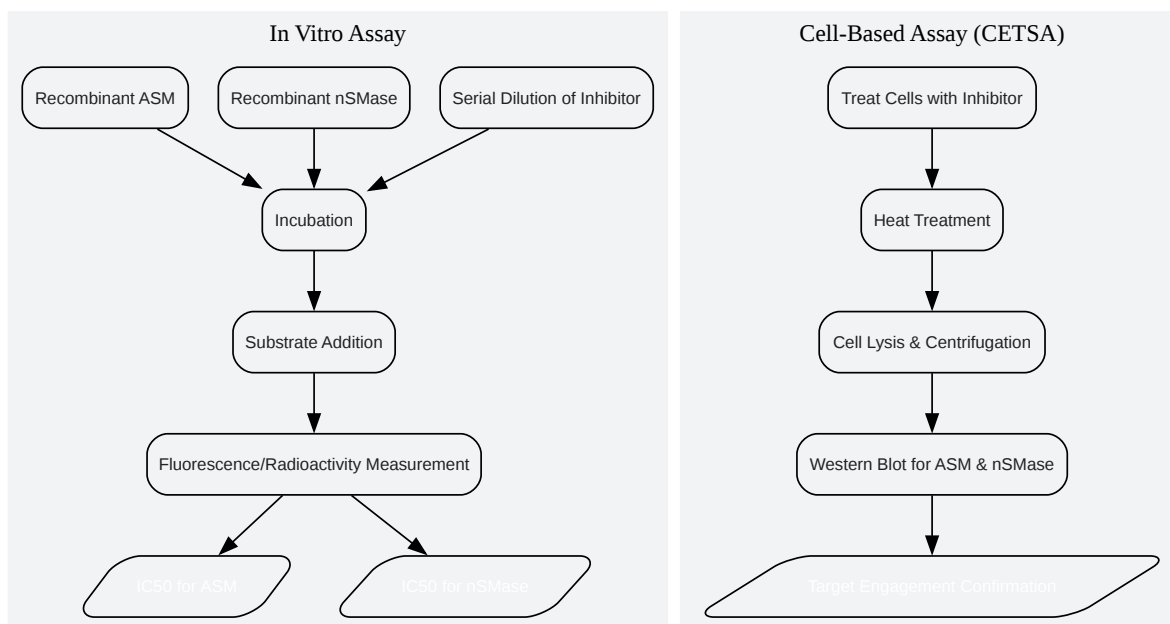 In Vitro Assay
Recombinant ASM
Recombinant nSMase
Serial Dilution of Inhibitor
Incubation
Substrate Addition
Fluorescence/Radioactivity Measurement
IC50 for ASM
IC50 for nSMase
Cell-Based Assay (CETSA)
Treat Cells with Inhibitor
Heat Treatment
Cell Lysis & Centrifugation
Western Blot for ASM & nSMase
Target Engagement Confirmation